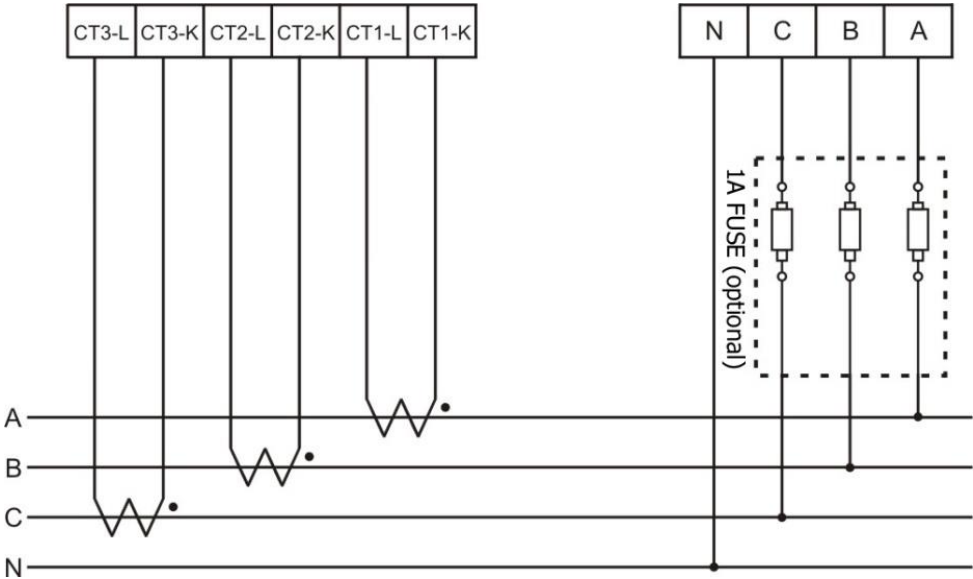 CT3-L CT3-K CT2-L CT2-K CT1-L CT1-K
N C B A
1A FUSE (optional)
A
B
C
N